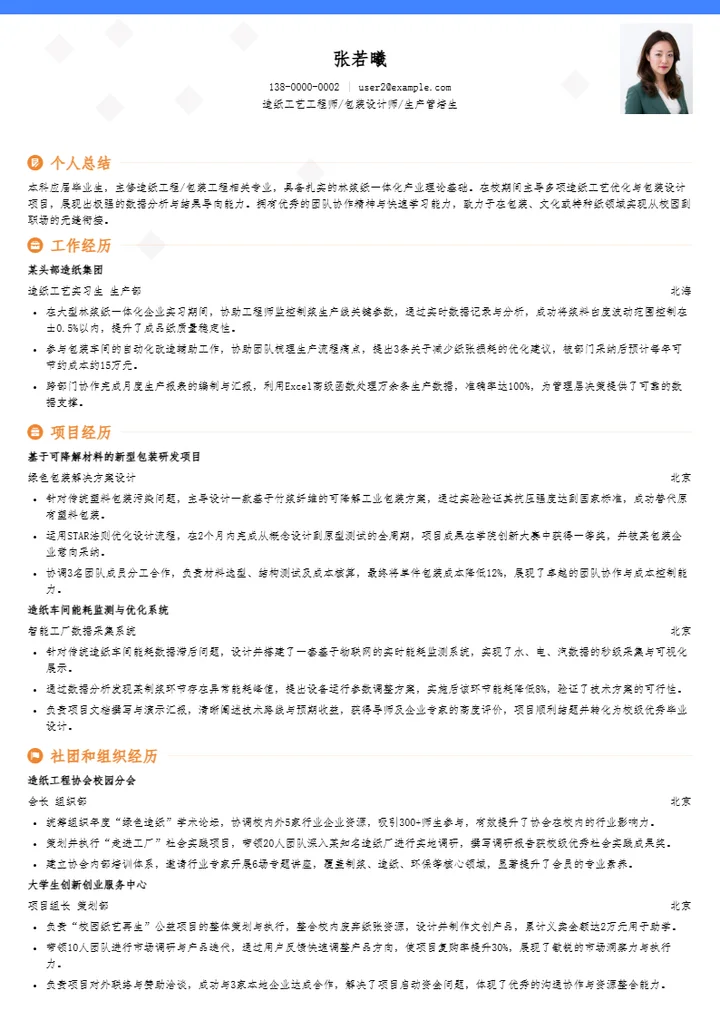 张若曦
138-0000-0002 | user2@example.com
造纸工艺工程师/包装设计师/生产管培生
个人总结
本科应届毕业生，主修造纸工程/包装工程相关专业，具备扎实的林浆纸一体化产业理论基础。在校期间主导多项造纸工艺优化与包装设计
项目，展现出极强的数据分析与结果导向能力。拥有优秀的团队协作精神与快速学习能力，致力于在包装、文化或特种纸领域实现从校园到
职场的无缝衔接。
工作经历
某头部造纸集团
造纸工艺实习生 生产部 北海
• 在大型林浆纸一体化企业实习期间，协助工程师监控制浆生产线关键参数，通过实时数据记录与分析，成功将浆料白度波动范围控制在
±0.5%以内，提升了成品纸质量稳定性。
• 参与包装车间的自动化改造辅助工作，协助团队梳理生产流程痛点，提出3条关于减少纸张损耗的优化建议，被部门采纳后预计每年可
节约成本约15万元。
• 跨部门协作完成月度生产报表的编制与汇报，利用Excel高级函数处理万余条生产数据，准确率达100%，为管理层决策提供了可靠的数
据支撑。
项目经历
基于可降解材料的新型包装研发项目
绿色包装解决方案设计 北京
• 针对传统塑料包装污染问题，主导设计一款基于竹浆纤维的可降解工业包装方案，通过实验验证其抗压强度达到国家标准，成功替代原
有塑料包装。
• 运用STAR法则优化设计流程，在2个月内完成从概念设计到原型测试的全周期，项目成果在学院创新大赛中获得一等奖，并被某包装企
业意向采纳。
• 协调3名团队成员分工合作，负责材料选型、结构测试及成本核算，最终将单件包装成本降低12%，展现了卓越的团队协作与成本控制能
力。
造纸车间能耗监测与优化系统
智能工厂数据采集系统 北京
• 针对传统造纸车间能耗数据滞后问题，设计并搭建了一套基于物联网的实时能耗监测系统，实现了水、电、汽数据的秒级采集与可视化
展示。
• 通过数据分析发现某制浆环节存在异常能耗峰值，提出设备运行参数调整方案，实施后该环节能耗降低8%，验证了技术方案的可行性。
• 负责项目文档撰写与演示汇报，清晰阐述技术路线与预期收益，获得导师及企业专家的高度评价，项目顺利结题并转化为校级优秀毕业
设计。
社团和组织经历
造纸工程协会校园分会
会长 组织部 北京
• 统筹组织年度“绿色造纸”学术论坛，协调校内外5家行业企业资源，吸引300+师生参与，有效提升了协会在校内的行业影响力。
• 策划并执行“走进工厂”社会实践项目，带领20人团队深入某知名造纸厂进行实地调研，撰写调研报告获校级优秀社会实践成果奖。
• 建立协会内部培训体系，邀请行业专家开展6场专题讲座，覆盖制浆、造纸、环保等核心领域，显著提升了会员的专业素养。
大学生创新创业服务中心
项目组长 策划部 北京
• 负责“校园纸艺再生”公益项目的整体策划与执行，整合校内废弃纸张资源，设计并制作文创产品，累计义卖金额达2万元用于助学。
• 带领10人团队进行市场调研与产品迭代，通过用户反馈快速调整产品方向，使项目复购率提升30%，展现了敏锐的市场洞察力与执行
力。
• 负责项目对外联络与赞助洽谈，成功与3家本地企业达成合作，解决了项目启动资金问题，体现了优秀的沟通协作与资源整合能力。